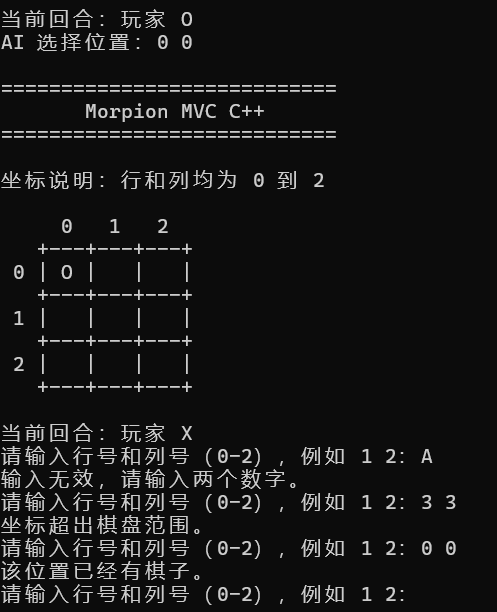 当前回合: 玩家 O
AI 选择位置: 0 0
============================
       Morpion MVC C++
============================
坐标说明: 行和列均为 0 到 2
     0   1   2
   +---+---+---+
 0 | O |   |   |
   +---+---+---+
 1 |   |   |   |
   +---+---+---+
 2 |   |   |   |
   +---+---+---+
当前回合: 玩家 X
请输入行号和列号 (0-2) , 例如 1 2: A
输入无效, 请输入两个数字。
请输入行号和列号 (0-2) , 例如 1 2: 3 3
坐标超出棋盘范围。
请输入行号和列号 (0-2) , 例如 1 2: 0 0
该位置已经有棋子。
请输入行号和列号 (0-2) , 例如 1 2: